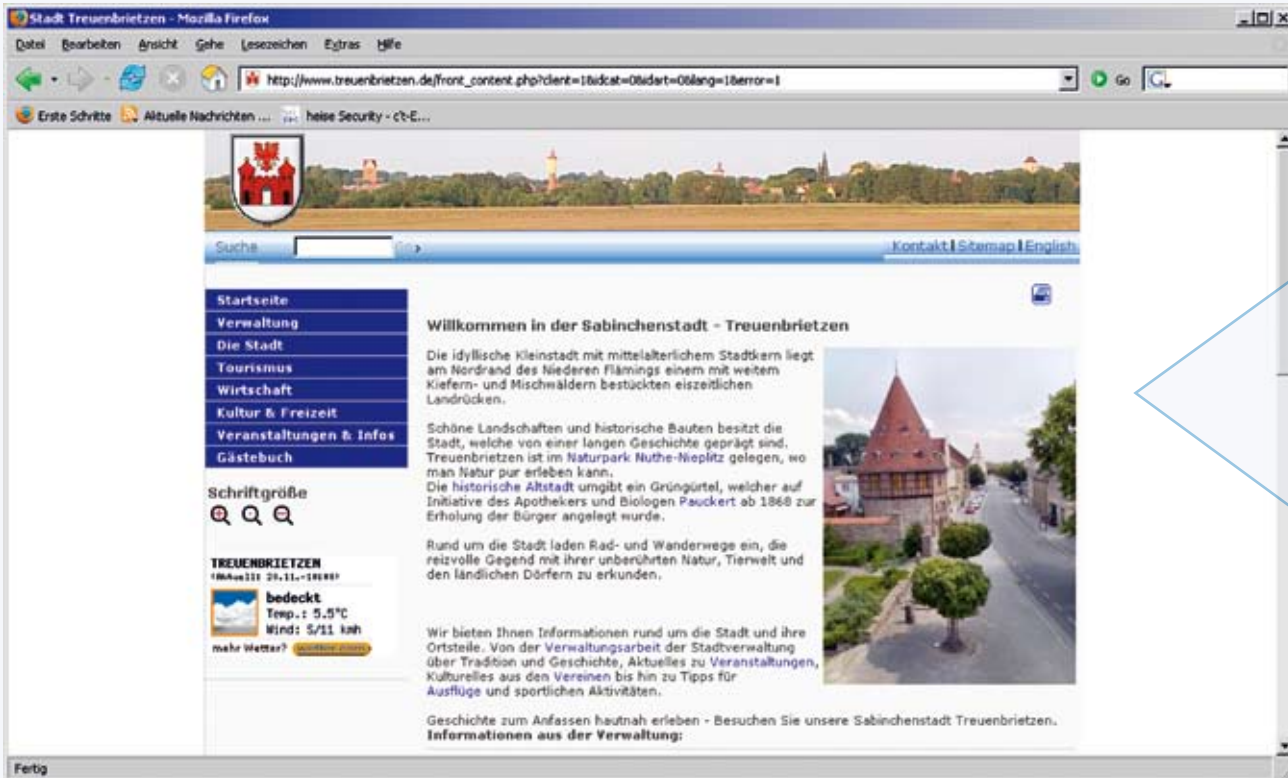 Stadt Treuenbrietzen - Mozilla Firefox
Datei Bearbeiten Ansicht Gehe Lesezeichen Extras Hilfe
http://www.treuenbrietzen.de/front_content.php?client=1&idcat=0&idart=0&lang=1&error=1 Go
Erste Schritte Aktuelle Nachrichten ... heise Security - c't-E...
Suche Kontakt | Sitemap | English
Startseite
Verwaltung
Die Stadt
Tourismus
Wirtschaft
Kultur & Freizeit
Veranstaltungen & Infos
Gästebuch
Schriftgröße
TREUENBRIETZEN
bedeckt
Temp.: 5.5°C
Wind: 5/11 kmh
mehr Wetter?
Willkommen in der Sabinchenstadt - Treuenbrietzen
Die idyllische Kleinstadt mit mittelalterlichem Stadtkern liegt
am Nordrand des Niederen Flämings einem mit weitem
Kiefern- und Mischwäldern bestückten eiszeitlichen
Landrücken.
Schöne Landschaften und historische Bauten besitzt die
Stadt, welche von einer langen Geschichte geprägt sind.
Treuenbrietzen ist im Naturpark Nuthe-Nieplitz gelegen, wo
man Natur pur erleben kann.
Die historische Altstadt umgibt ein Grüngürtel, welcher auf
Initiative des Apothekers und Biologen Pauckert ab 1868 zur
Erholung der Bürger angelegt wurde.
Rund um die Stadt laden Rad- und Wanderwege ein, die
reizvolle Gegend mit ihrer unberührten Natur, Tierwelt und
den ländlichen Dörfern zu erkunden.
Wir bieten Ihnen Informationen rund um die Stadt und ihre
Ortsteile. Von der Verwaltungsarbeit der Stadtverwaltung
über Tradition und Geschichte, Aktuelles zu Veranstaltungen,
Kulturelles aus den Vereinen bis hin zu Tipps für
Ausflüge und sportlichen Aktivitäten.
Geschichte zum Anfassen hautnah erleben - Besuchen Sie unsere Sabinchenstadt Treuenbrietzen.
Informationen aus der Verwaltung:
Fertig